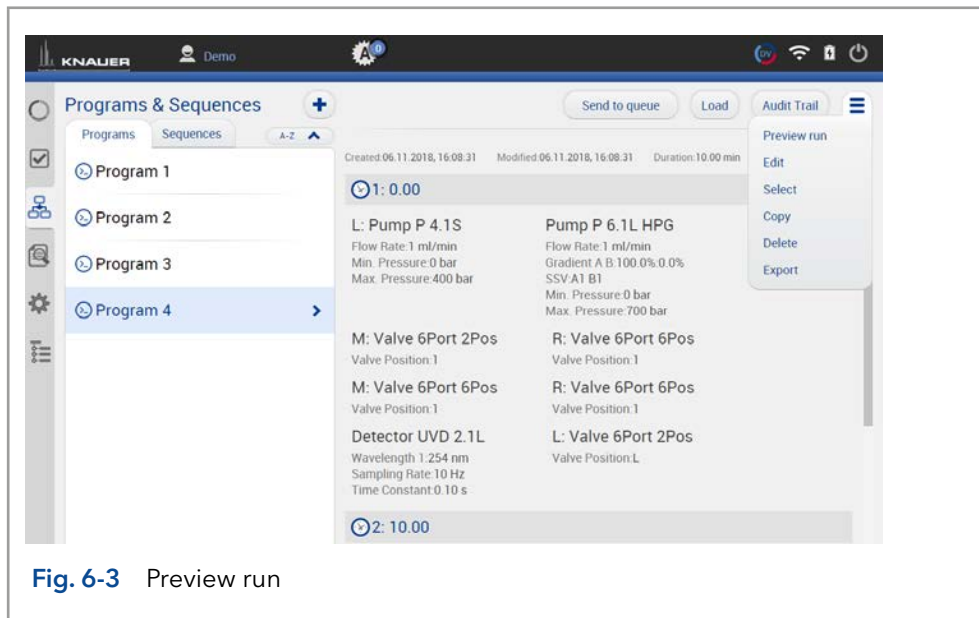 KNAUER Demo A 0 DV
Programs & Sequences + Send to queue Load Audit Trail
Programs Sequences A-Z
Preview run
Edit
Select
Copy
Delete
Export
Program 1
Program 2
Program 3
Program 4
Created:06.11.2018, 16:08:31 Modified:06.11.2018, 16:08:31 Duration:10.00 min
1: 0.00
L: Pump P 4.1S
Flow Rate:1 ml/min
Min. Pressure:0 bar
Max. Pressure:400 bar
Pump P 6.1L HPG
Flow Rate:1 ml/min
Gradient A B:100.0%:0.0%
SSV:A1 B1
Min. Pressure:0 bar
Max. Pressure:700 bar
M: Valve 6Port 2Pos
Valve Position:1
R: Valve 6Port 6Pos
Valve Position:1
M: Valve 6Port 6Pos
Valve Position:1
R: Valve 6Port 6Pos
Valve Position:1
Detector UVD 2.1L
Wavelength 1:254 nm
Sampling Rate:10 Hz
Time Constant:0.10 s
L: Valve 6Port 2Pos
Valve Position:L
2: 10.00
Fig. 6-3 Preview run